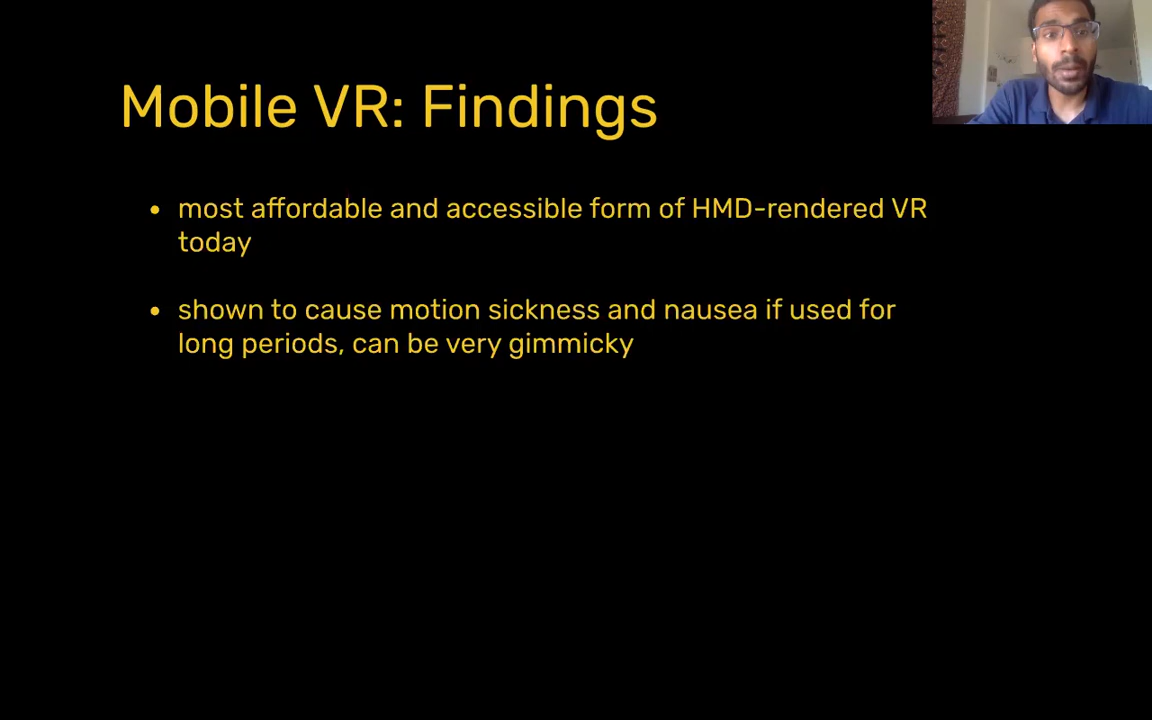 Mobile VR: Findings
• most affordable and accessible form of HMD-rendered VR
today
• shown to cause motion sickness and nausea if used for
long periods, can be very gimmicky